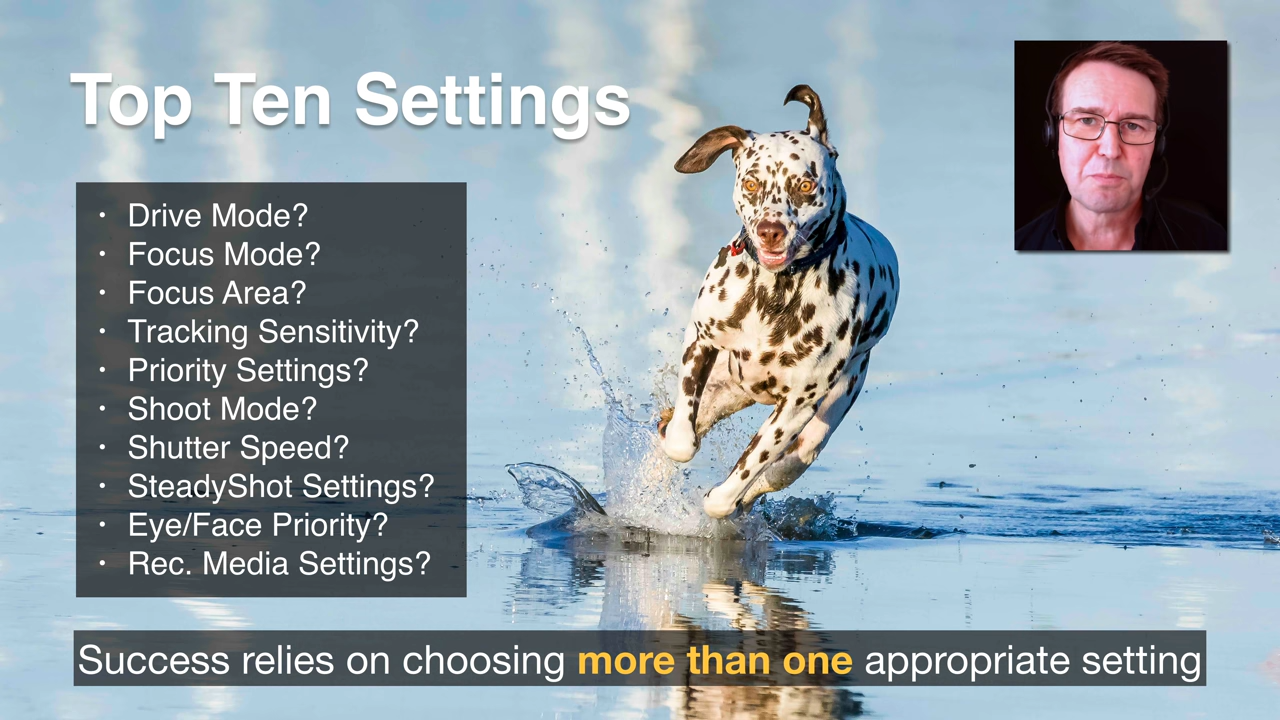 Top Ten Settings
• Drive Mode?
• Focus Mode?
• Focus Area?
• Tracking Sensitivity?
• Priority Settings?
• Shoot Mode?
• Shutter Speed?
• SteadyShot Settings?
• Eye/Face Priority?
• Rec. Media Settings?
Success relies on choosing more than one appropriate setting